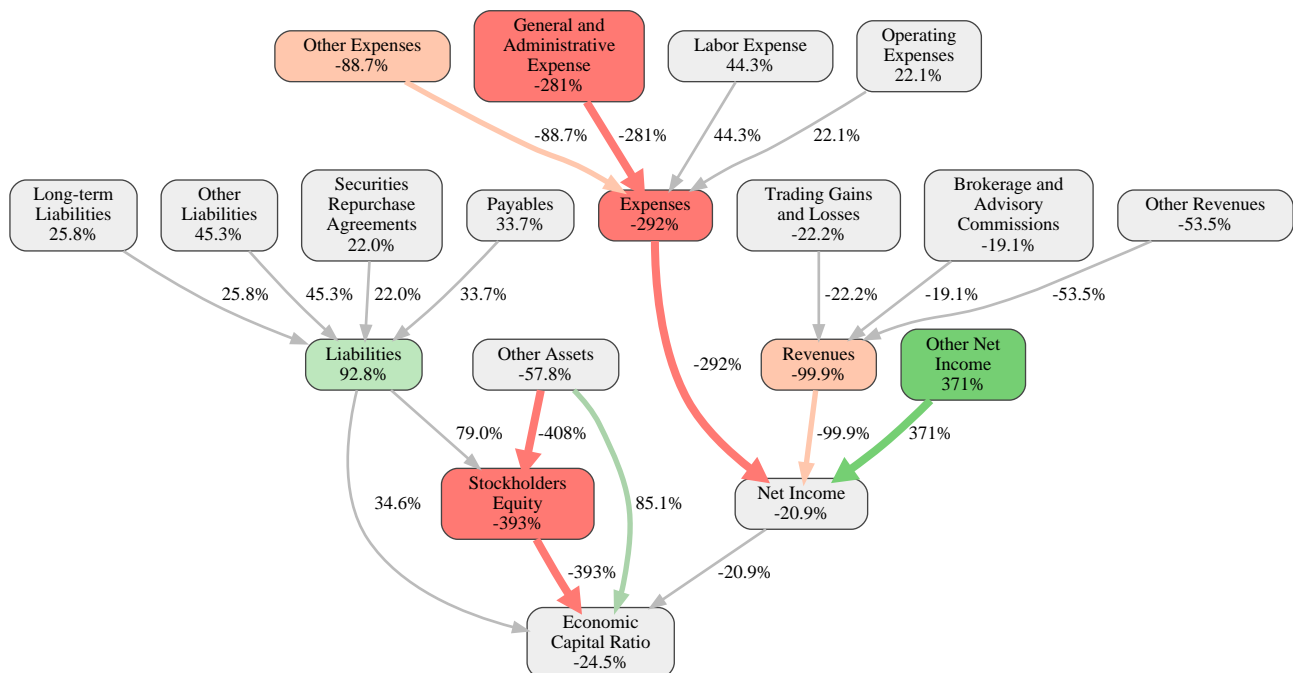 Other Expenses
-88.7%
General and
Administrative
Expense
-281%
Labor Expense
44.3%
Operating
Expenses
22.1%
-88.7%
-281%
44.3%
22.1%
Long-term
Liabilities
25.8%
Other
Liabilities
45.3%
Securities
Repurchase
Agreements
22.0%
Payables
33.7%
Expenses
-292%
Trading Gains
and Losses
-22.2%
Brokerage and
Advisory
Commissions
-19.1%
Other Revenues
-53.5%
25.8%
45.3%
22.0%
33.7%
-22.2%
-19.1%
-53.5%
Liabilities
92.8%
Other Assets
-57.8%
-292%
Revenues
-99.9%
Other Net
Income
371%
79.0%
-408%
-99.9%
371%
34.6%
Stockholders
Equity
-393%
85.1%
Net Income
-20.9%
-393%
-20.9%
Economic
Capital Ratio
-24.5%